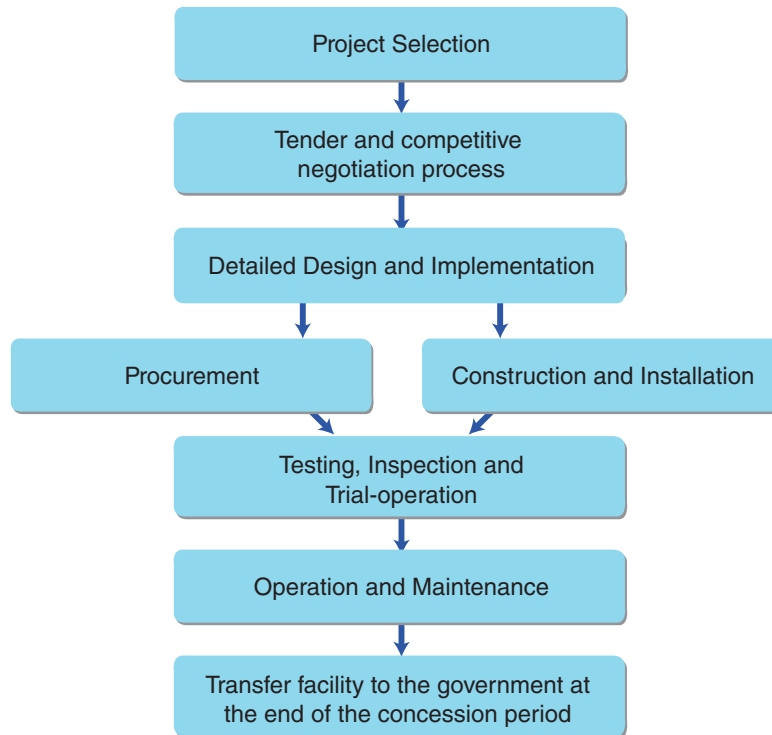 Project Selection
Tender and competitive
negotiation process
Detailed Design and Implementation
Procurement
Construction and Installation
Testing, Inspection and
Trial-operation
Operation and Maintenance
Transfer facility to the government at
the end of the concession period